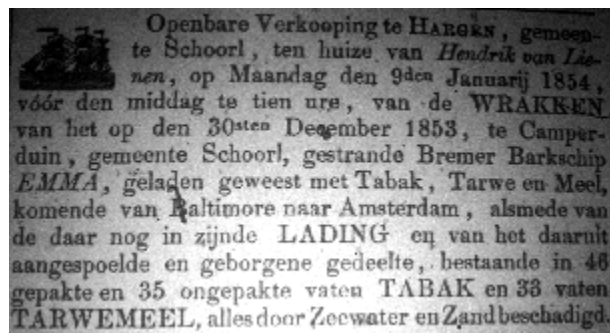 Openbare Verkooping te HARGEN, gemeen-
te Schoorl, ten huize van Hendrik van Lie-
nen, op Maandag den 9den Januarij 1854,
vóór den middag te tien ure, van de WRAKKEN
van het op den 30sten December 1853, te Camper-
duin, gemeente Schoorl, gestrande Bremer Barkschip
EMMA, geladen geweest met Tabak, Tarwe en Meel,
komende van Baltimore naar Amsterdam, alsmede van
de daar nog in zijnde LADING en van het daaruit
aangespoelde en geborgene gedeelte, bestaande in 46
gepakte en 35 ongepakte vaten TABAK en 33 vaten
TARWEMEEL, alles door Zeewater en Zand beschadigd